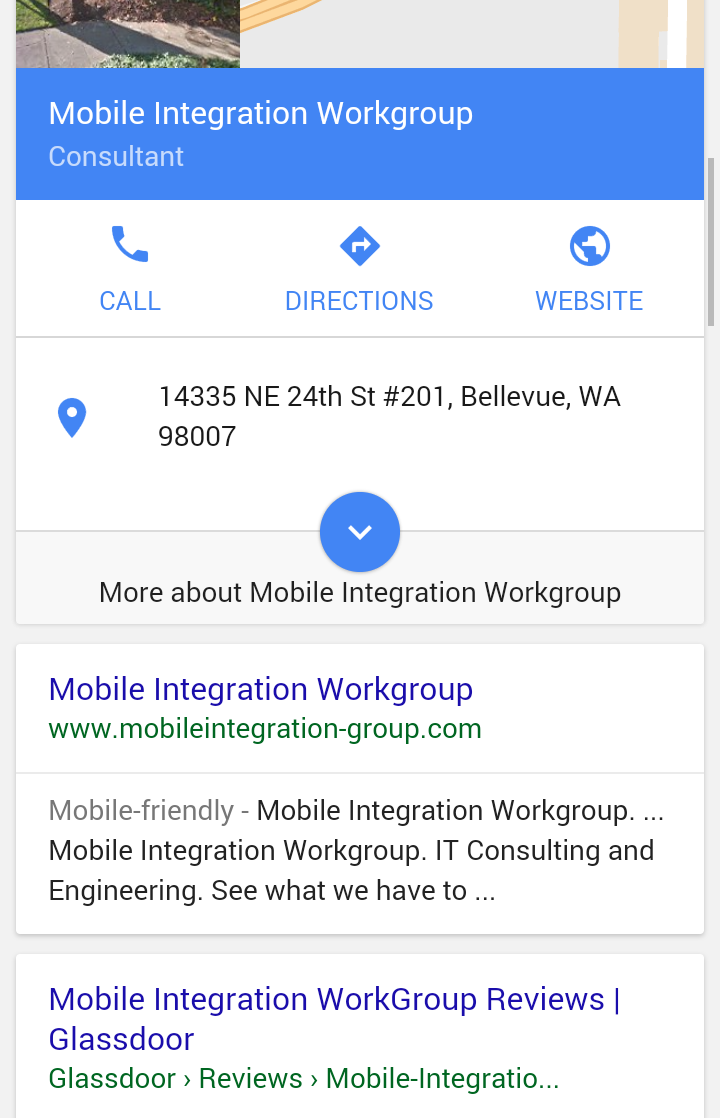 Mobile Integration Workgroup
Consultant
CALL
DIRECTIONS
WEBSITE
14335 NE 24th St #201, Bellevue, WA
98007
More about Mobile Integration Workgroup
Mobile Integration Workgroup
www.mobileintegration-group.com
Mobile-friendly - Mobile Integration Workgroup. ...
Mobile Integration Workgroup. IT Consulting and
Engineering. See what we have to ...
Mobile Integration WorkGroup Reviews |
Glassdoor
Glassdoor › Reviews › Mobile-Integratio...